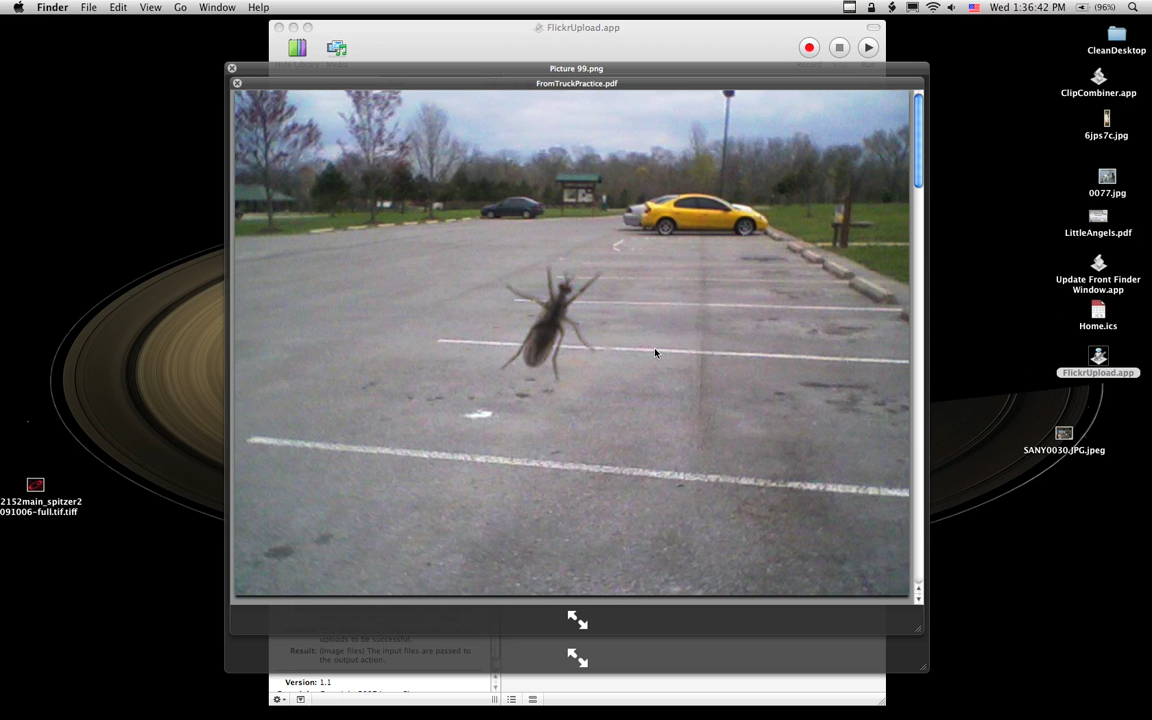 Finder File Edit View Go Window Help
Wed 1:36:42 PM (96%)
FlickrUpload.app
Picture 99.png
FromTruckPractice.pdf
CleanDesktop
ClipCombiner.app
6jps7c.jpg
0077.jpg
LittleAngels.pdf
Update Front Finder
Window.app
Home.ics
FlickrUpload.app
SANY0030.JPG.jpeg
2152main_spitzer2
091006-full.tif.tiff
uploads to be successful.
Result: (Image files) The input files are passed to
the output action.
Version: 1.1